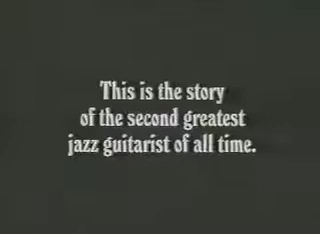 This is the story
of the second greatest
jazz guitarist of all time.